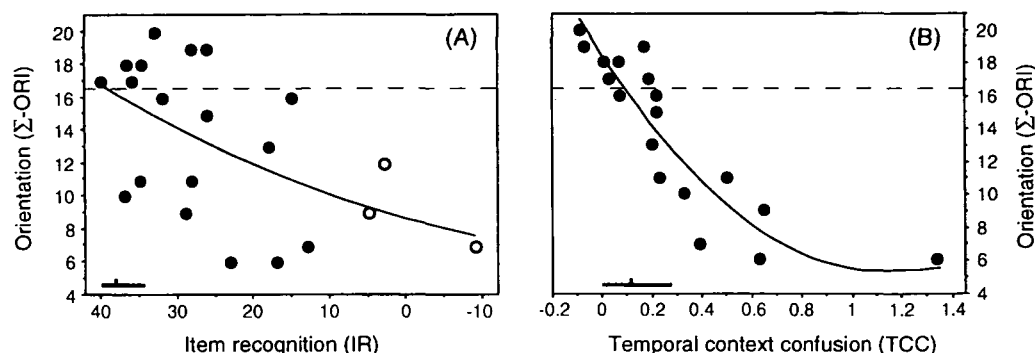 (A)
Orientation (Σ-ORI)
20
18
16
14
12
10
8
6
4
40 30 20 10 0 -10
Item recognition (IR)
(B)
20
18
16
14
12
10
8
6
4
Orientation (Σ-ORI)
-0.2 0 0.2 0.4 0.6 0.8 1 1.2 1.4
Temporal context confusion (TCC)